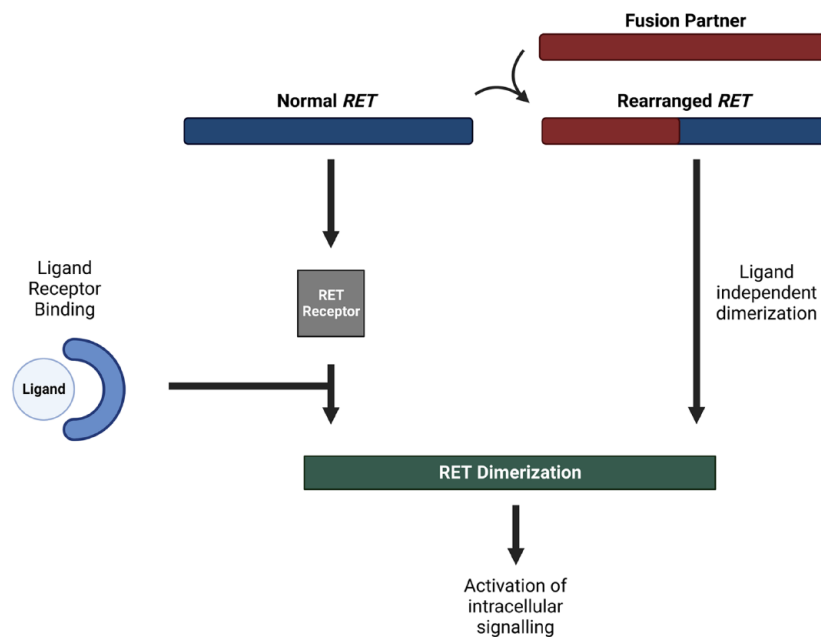 Fusion Partner
Normal RET
Rearranged RET
Ligand
Receptor
Binding
RET
Receptor
Ligand
independent
dimerization
Ligand
RET Dimerization
Activation of
intracellular
signalling